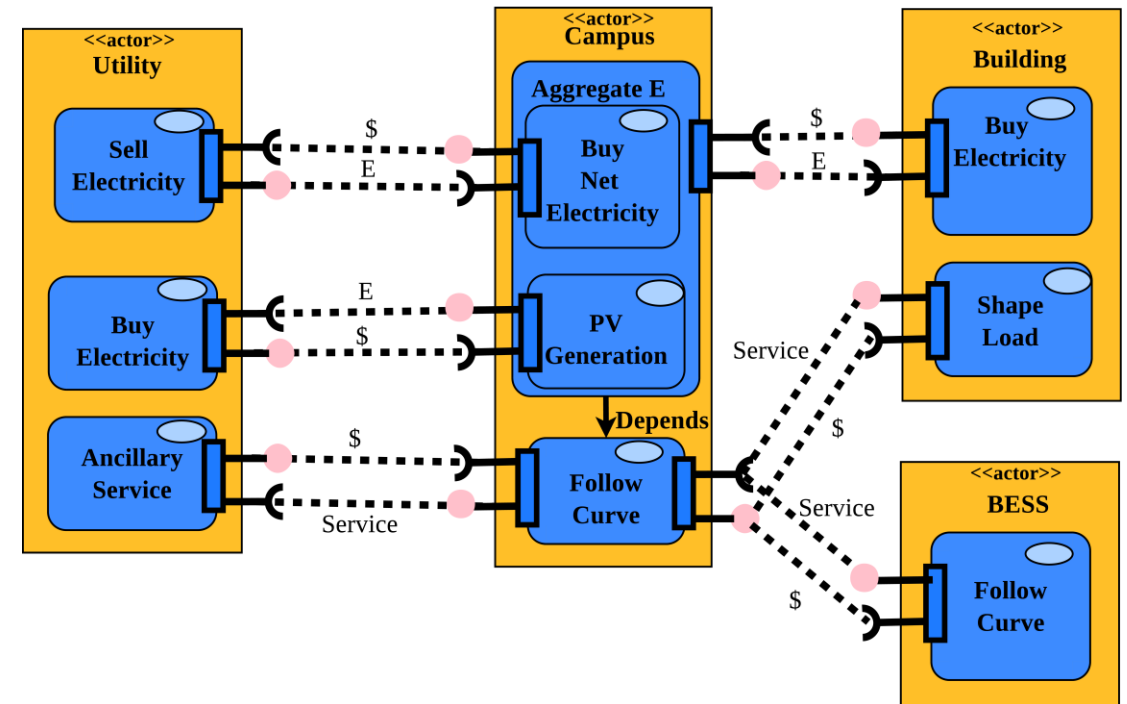 <<actor>>
Utility
Sell
Electricity
Buy
Electricity
Ancillary
Service
$
E
E
$
$
Service
<<actor>>
Campus
Aggregate E
Buy
Net
Electricity
PV
Generation
Depends
Follow
Curve
$
E
Service
$
Service
$
<<actor>>
Building
Buy
Electricity
Shape
Load
<<actor>>
BESS
Follow
Curve